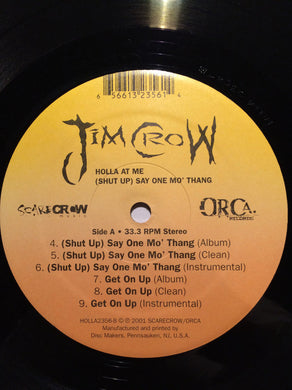 6 56613 23561 4
JIM CROW
HOLLA AT ME
(SHUT UP) SAY ONE MO' THANG
SCARECROW
music
ORCA
RECORDS
Side A • 33.3 RPM Stereo
4. (Shut Up) Say One Mo' Thang (Album)
5. (Shut Up) Say One Mo' Thang (Clean)
6. (Shut Up) Say One Mo' Thang (Instrumental)
7. Get On Up (Album)
8. Get On Up (Clean)
9. Get On Up (Instrumental)
HOLLA2356-B © ℗ 2001 SCARECROW/ORCA
Manufactured and printed by
Disc Makers, Pennsauken, NJ, U.S.A.